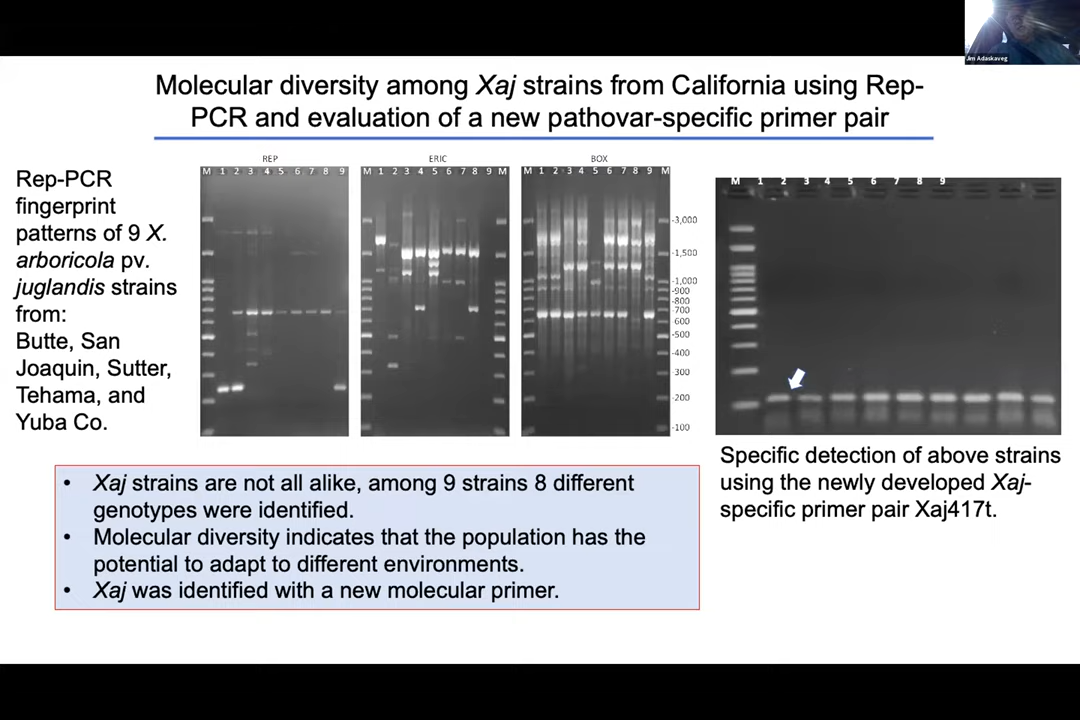 Jim Adaskaveg
Molecular diversity among Xaj strains from California using Rep-
PCR and evaluation of a new pathovar-specific primer pair
Rep-PCR
fingerprint
patterns of 9 X.
arboricola pv.
juglandis strains
from:
Butte, San
Joaquin, Sutter,
Tehama, and
Yuba Co.
REP
M 1 2 3 4 5 6 7 8 9
ERIC
M 1 2 3 4 5 6 7 8 9 M
BOX
M 1 2 3 4 5 6 7 8 9 M
-3,000
-1,500
-1,000
-900
-800
-700
600
-500
-400
300
-200
-100
M 1 2 3 4 5 6 7 8 9
Specific detection of above strains
using the newly developed Xaj-
specific primer pair Xaj417t.
• Xaj strains are not all alike, among 9 strains 8 different
genotypes were identified.
• Molecular diversity indicates that the population has the
potential to adapt to different environments.
• Xaj was identified with a new molecular primer.